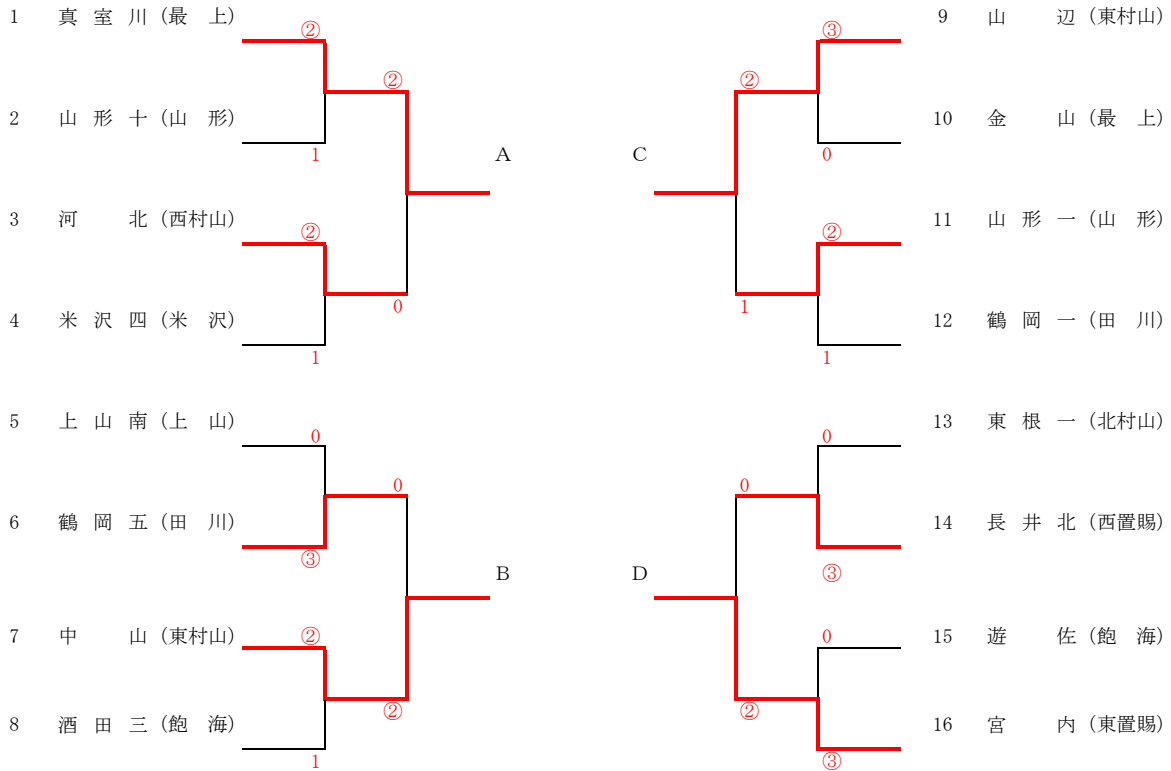 1 真室川(最 上)
②
②
2 山形十(山 形)
1
A
3 河 北(西村山)
②
0
4 米沢四(米 沢)
1
5 上山南(上 山)
0
0
6 鶴岡五(田 川)
③
B
7 中 山(東村山)
②
②
8 酒田三(飽 海)
1
9 山 辺(東村山)
③
②
10 金 山(最 上)
0
C
11 山形一(山 形)
②
1
12 鶴岡一(田 川)
1
13 東根一(北村山)
0
0
14 長井北(西置賜)
③
D
15 遊 佐(飽 海)
0
②
16 宮 内(東置賜)
③